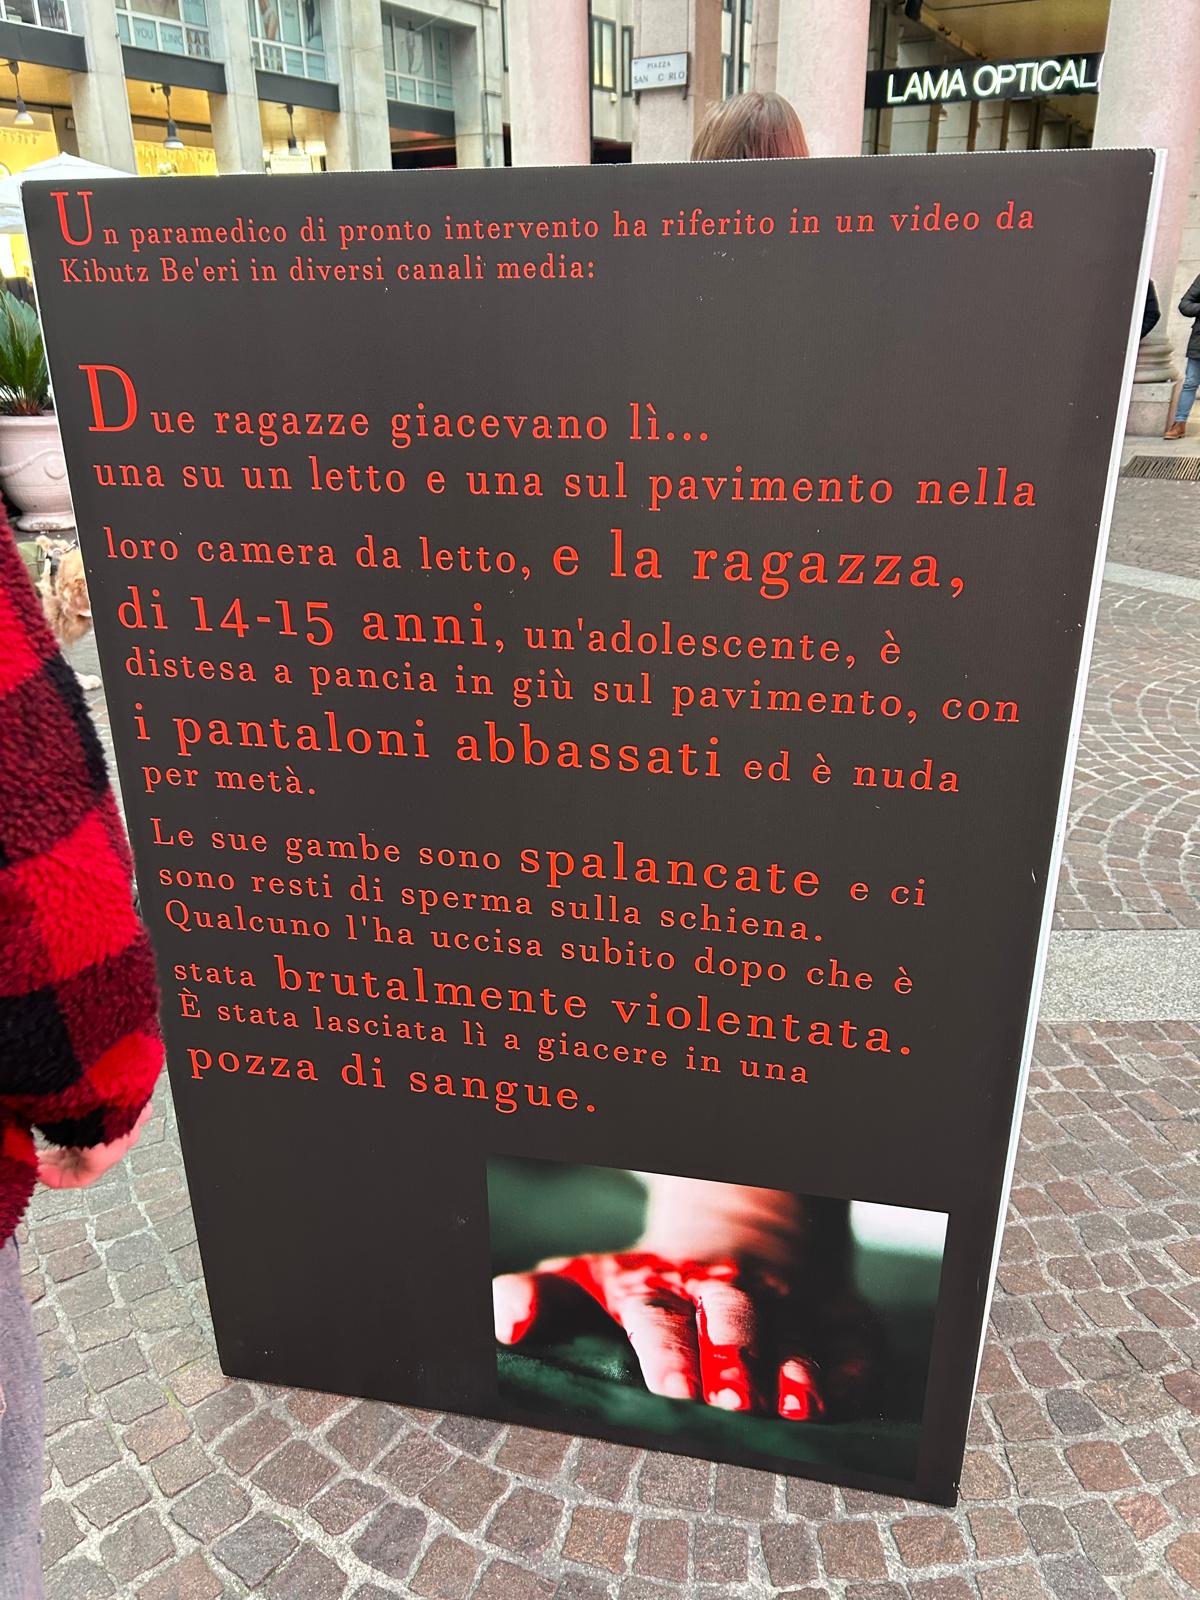 YOU CLINIC
PIAZZA
SAN C RLO
LAMA OPTICAL
Un paramedico di pronto intervento ha riferito in un video da
Kibutz Be'eri in diversi canali media:
Due ragazze giacevano lì...
una su un letto e una sul pavimento nella
loro camera da letto, e la ragazza,
di 14-15 anni, un'adolescente, è
distesa a pancia in giù sul pavimento, con
i pantaloni abbassati ed è nuda
per metà.
Le sue gambe sono spalancate e ci
sono resti di sperma sulla schiena.
Qualcuno l'ha uccisa subito dopo che è
stata brutalmente violentata.
È stata lasciata lì a giacere in una
pozza di sangue.